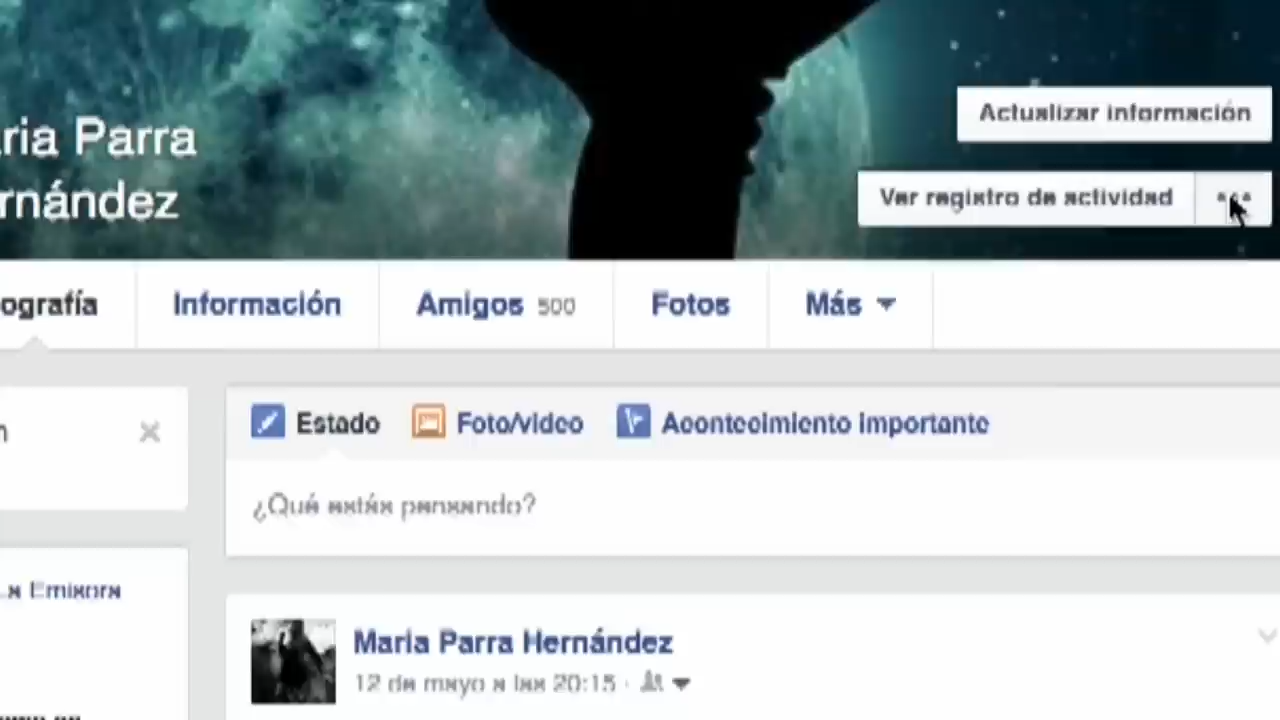 ria Parra
rnández
Actualizar información
Ver registro de actividad
ografía
Información
Amigos 500
Fotos
Más
Estado
Foto/video
Acontecimiento importante
¿Qué estás pensando?
a Emisora
Maria Parra Hernández
12 de mayo a las 20:15 ·